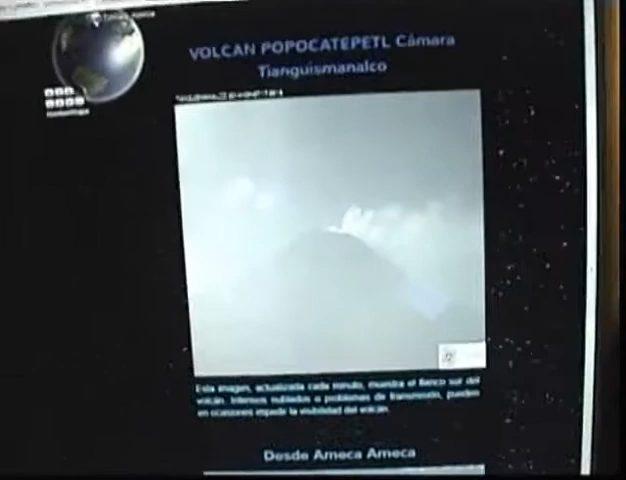 VOLCAN POPOCATEPETL Cámara
Tianguismanalco
Esta imagen, actualizada cada minuto, muestra el flanco sur del
volcán. Intensos nublados o problemas de transmisión, pueden
en ocasiones impedir la visibilidad del volcán.
Desde Ameca Ameca